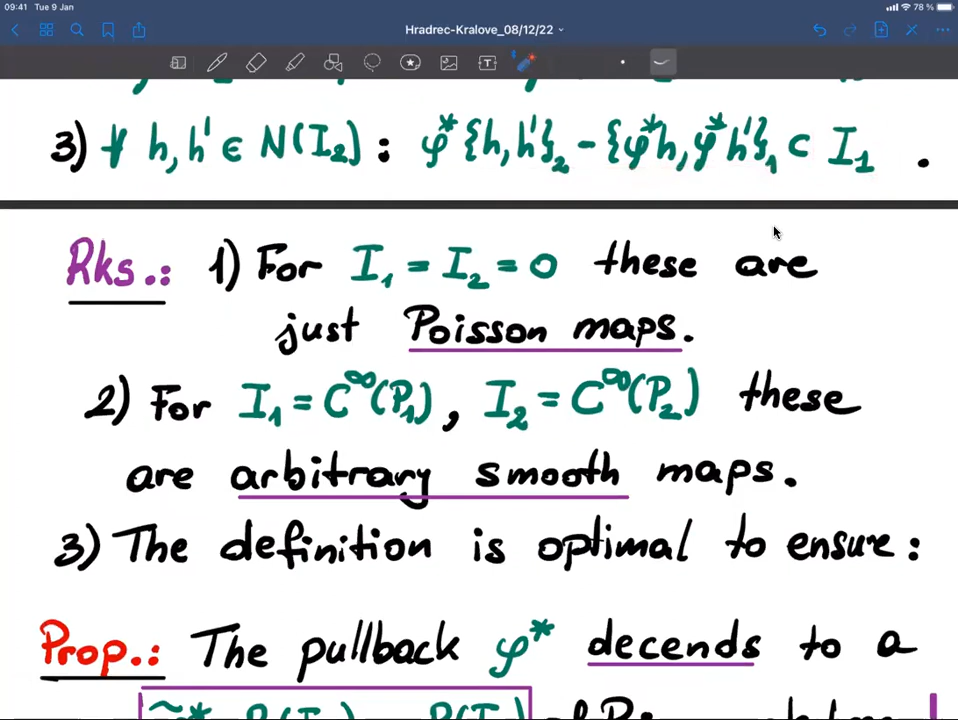 09:41 Tue 9 Jan
78 %
Hradrec-Kralove_08/12/22
3) ∀ h, h' ∈ N(I₂) : φ*{h, h'}₂ - {φ*h, φ*h'}₁ ⊂ I₁ .
Rks.: 1) For I₁ = I₂ = 0 these are
just Poisson maps.
2) For I₁ = C^∞(P₁), I₂ = C^∞(P₂) these
are arbitrary smooth maps.
3) The definition is optimal to ensure:
Prop.: The pullback φ* decends to a